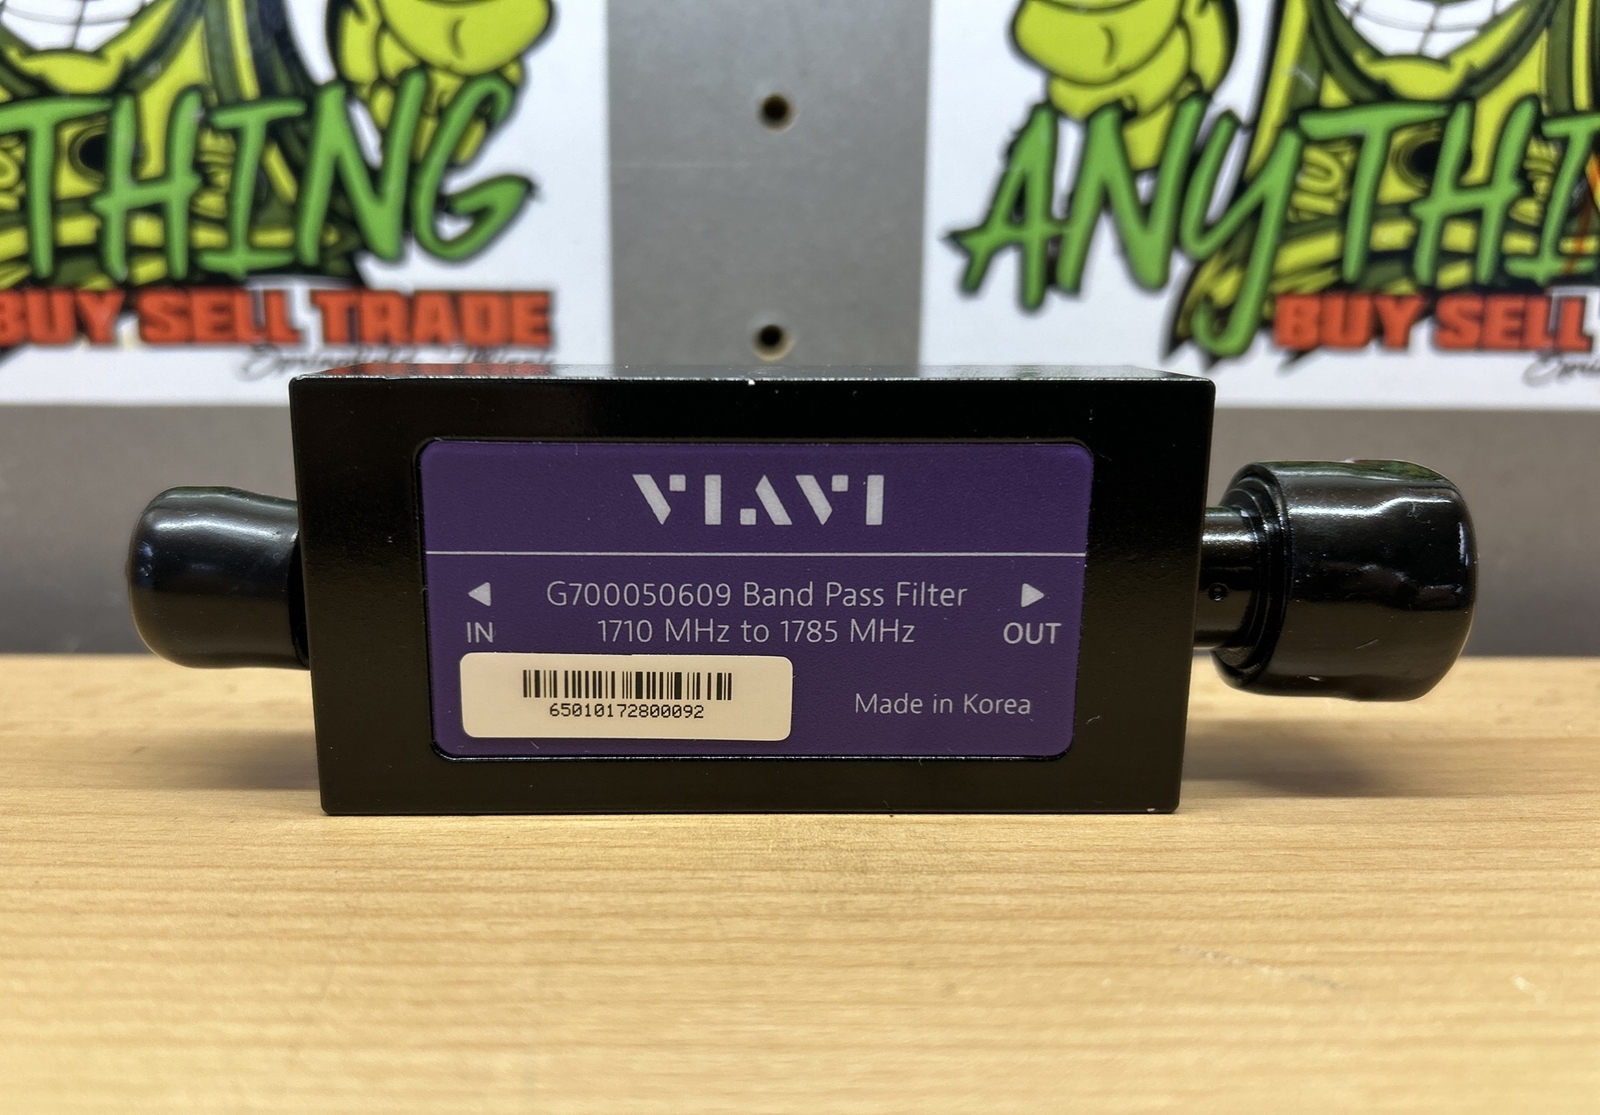 THING
BUY SELL TRADE
ANYTHIN
BUY SELL
VIAVI
G700050609 Band Pass Filter
1710 MHz to 1785 MHz
IN
OUT
65010172800092
Made in Korea